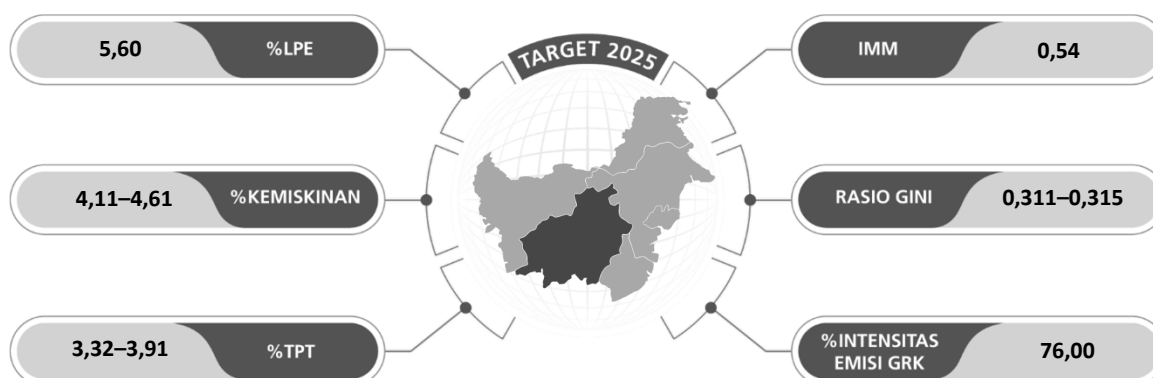 TARGET 2025
5,60 %LPE
4,11–4,61 %KEMISKINAN
3,32–3,91 %TPT
IMM 0,54
RASIO GINI 0,311–0,315
%INTENSITAS
EMISI GRK 76,00